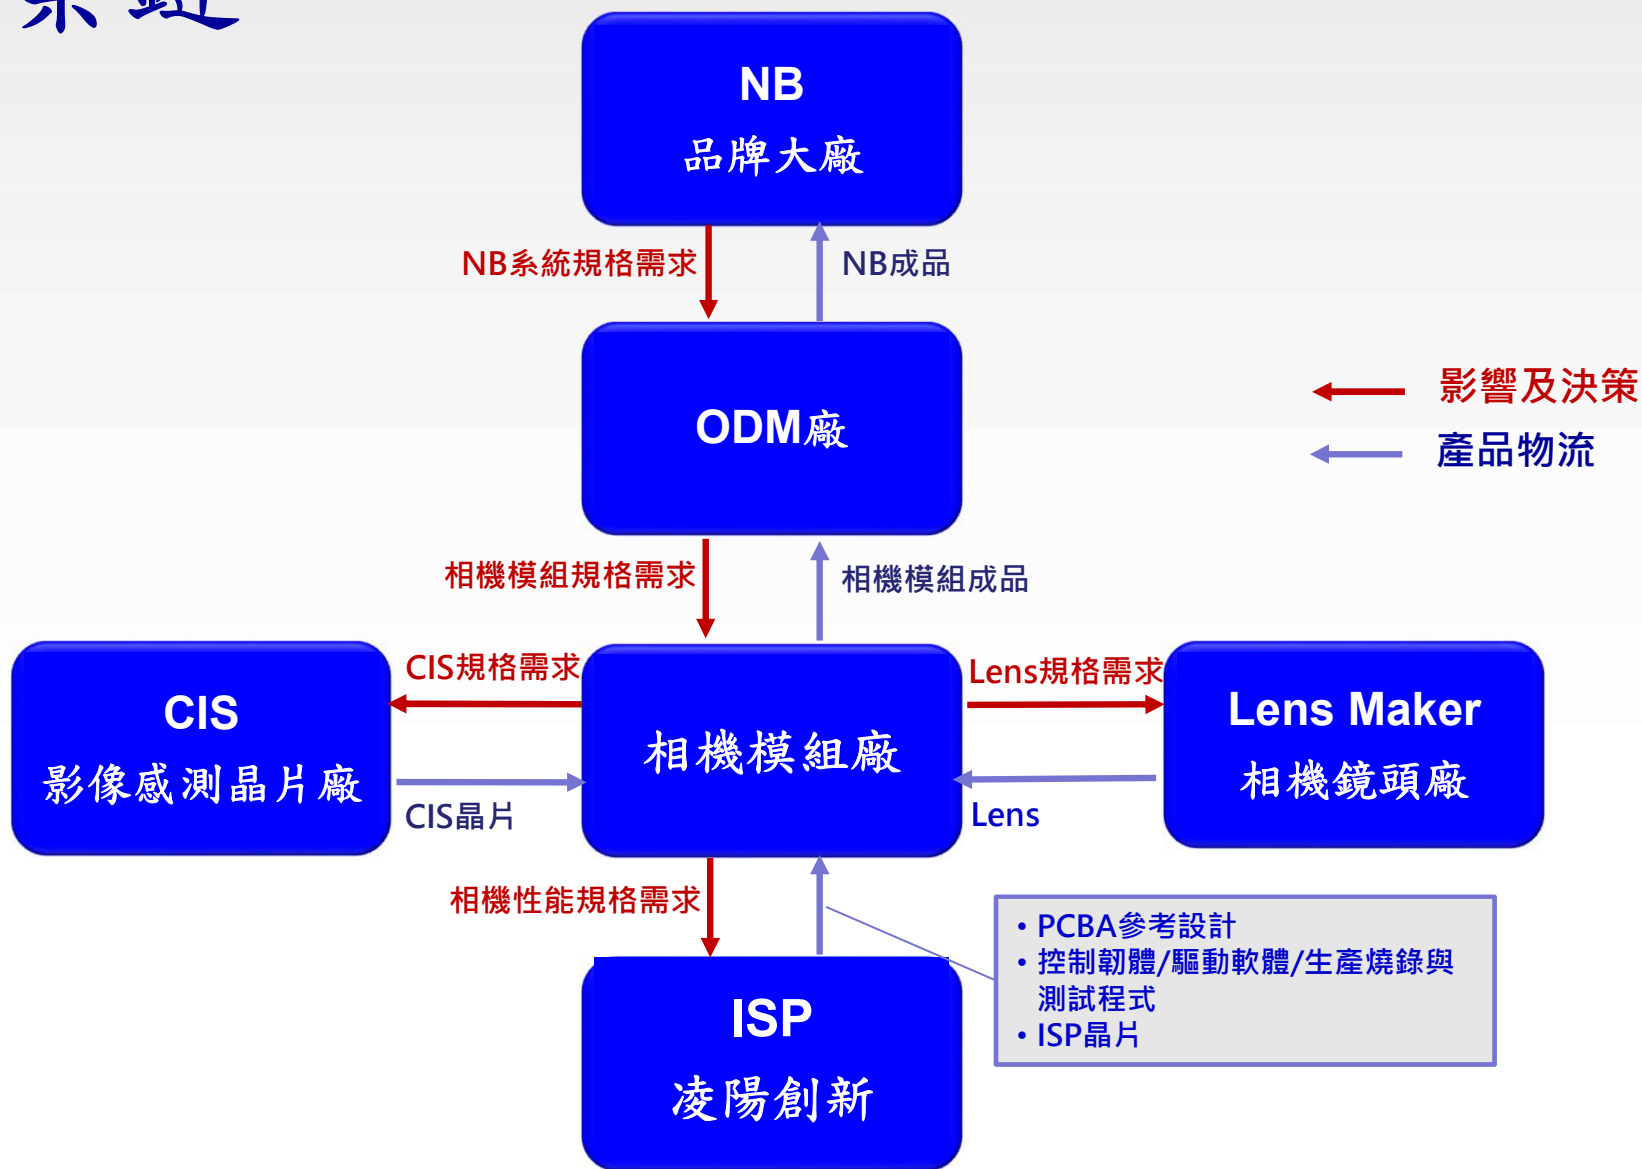 業鏈
NB
品牌大廠
NB系統規格需求
NB成品
ODM廠
影響及決策
產品物流
相機模組規格需求
相機模組成品
CIS
影像感測晶片廠
CIS規格需求
CIS晶片
相機模組廠
Lens規格需求
Lens
Lens Maker
相機鏡頭廠
相機性能規格需求
• PCBA參考設計
• 控制韌體/驅動軟體/生產燒錄與
測試程式
• ISP晶片
ISP
凌陽創新